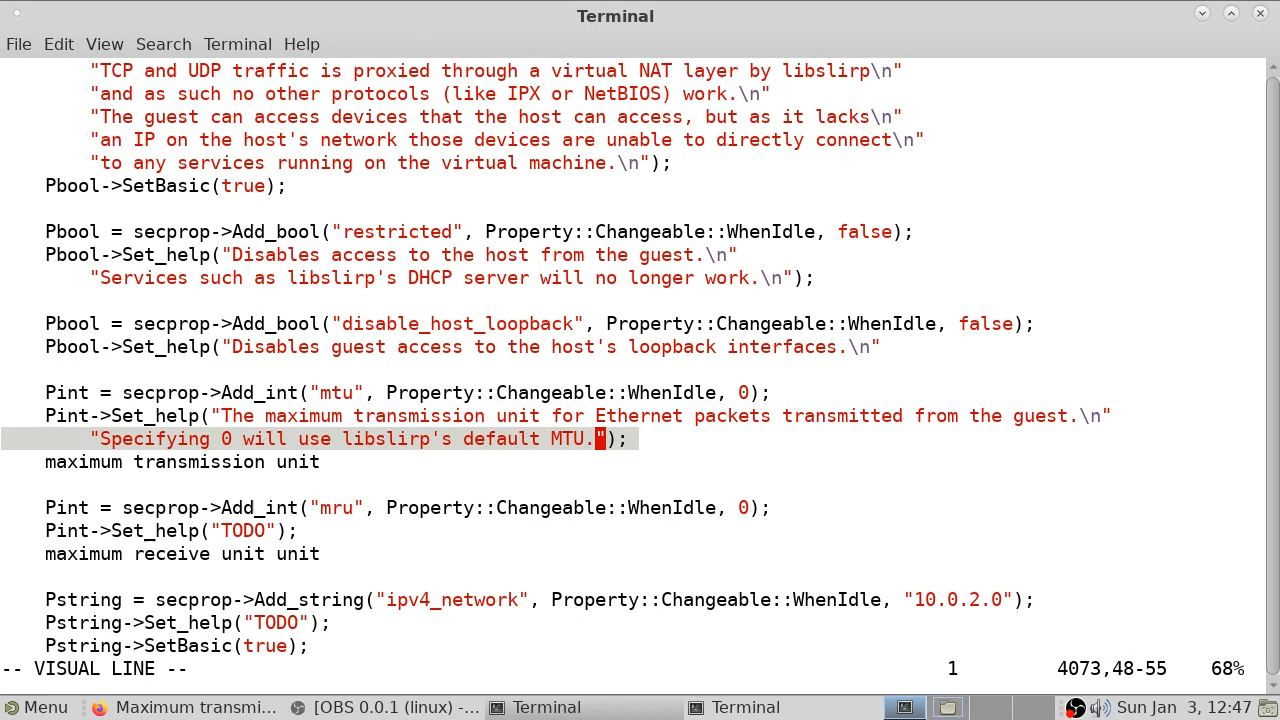 Terminal
File Edit View Search Terminal Help
"TCP and UDP traffic is proxied through a virtual NAT layer by libslirp\n"
"and as such no other protocols (like IPX or NetBIOS) work.\n"
"The guest can access devices that the host can access, but as it lacks\n"
"an IP on the host's network those devices are unable to directly connect\n"
"to any services running on the virtual machine.\n");
Pbool->SetBasic(true);
Pbool = secprop->Add_bool("restricted", Property::Changeable::WhenIdle, false);
Pbool->Set_help("Disables access to the host from the guest.\n"
"Services such as libslirp's DHCP server will no longer work.\n");
Pbool = secprop->Add_bool("disable_host_loopback", Property::Changeable::WhenIdle, false);
Pbool->Set_help("Disables guest access to the host's loopback interfaces.\n"
Pint = secprop->Add_int("mtu", Property::Changeable::WhenIdle, 0);
Pint->Set_help("The maximum transmission unit for Ethernet packets transmitted from the guest.\n"
"Specifying 0 will use libslirp's default MTU.");
maximum transmission unit
Pint = secprop->Add_int("mru", Property::Changeable::WhenIdle, 0);
Pint->Set_help("TODO");
maximum receive unit unit
Pstring = secprop->Add_string("ipv4_network", Property::Changeable::WhenIdle, "10.0.2.0");
Pstring->Set_help("TODO");
Pstring->SetBasic(true);
-- VISUAL LINE -- 1 4073,48-55 68%
Menu Maximum transmi... [OBS 0.0.1 (linux) -... Terminal Terminal Sun Jan 3, 12:47